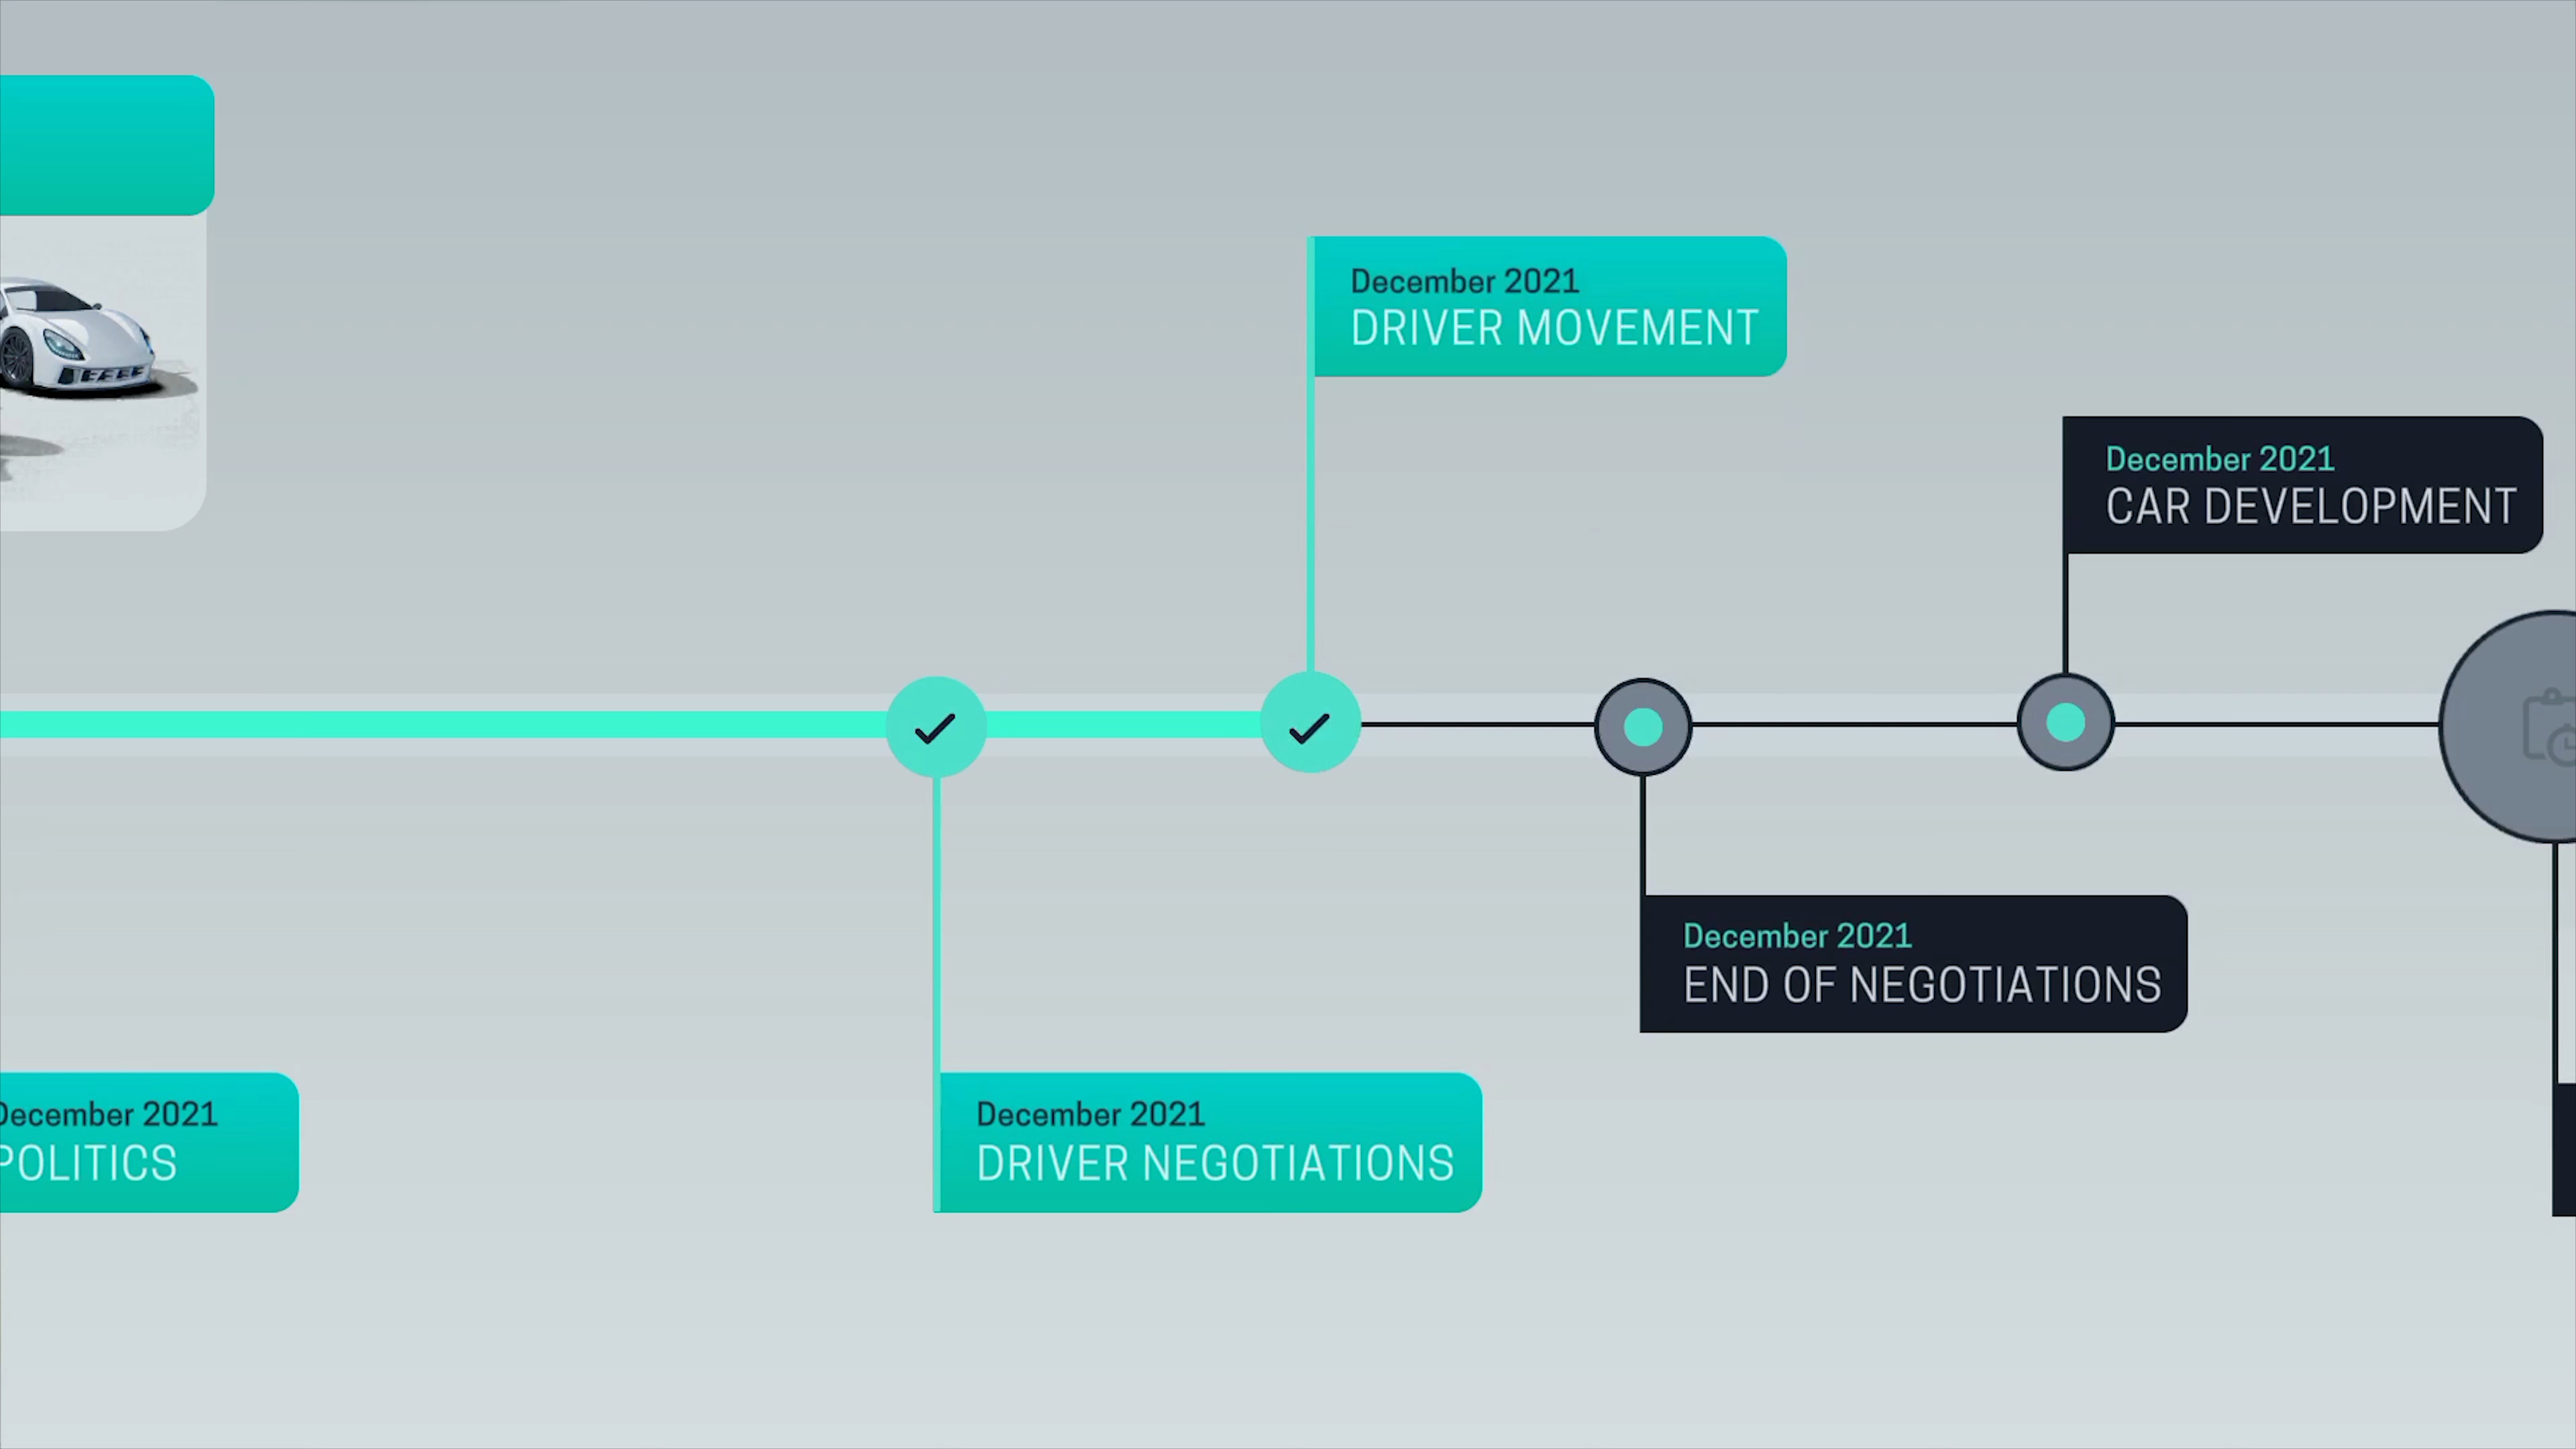 December 2021
DRIVER MOVEMENT
December 2021
CAR DEVELOPMENT
December 2021
END OF NEGOTIATIONS
December 2021
POLITICS
December 2021
DRIVER NEGOTIATIONS